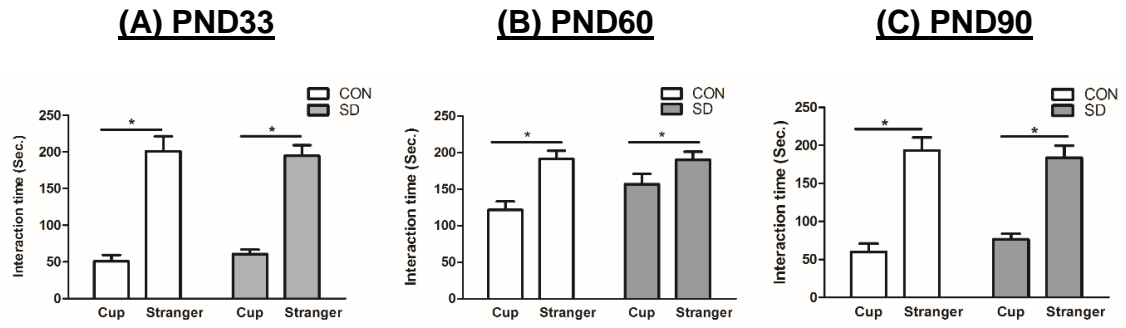 (A) PND33
(B) PND60
(C) PND90
CON
SD
250
200
150
100
50
0
Interaction time (Sec.)
*
*
Cup Stranger Cup Stranger
CON
SD
250
200
150
100
50
0
Interaction time (Sec.)
*
*
Cup Stranger Cup Stranger
CON
SD
250
200
150
100
50
0
Interaction time (Sec.)
*
*
Cup Stranger Cup Stranger